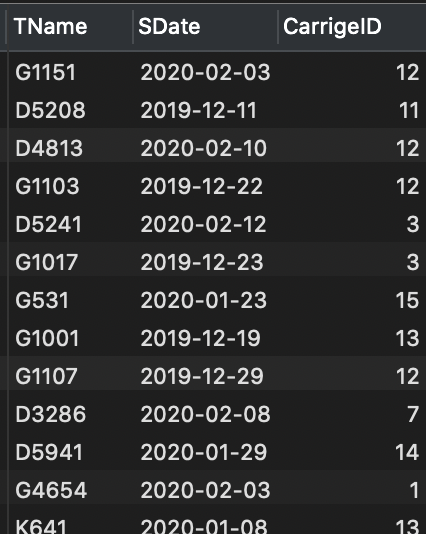 TName SDate CarrigeID
G1151 2020-02-03 12
D5208 2019-12-11 11
D4813 2020-02-10 12
G1103 2019-12-22 12
D5241 2020-02-12 3
G1017 2019-12-23 3
G531 2020-01-23 15
G1001 2019-12-19 13
G1107 2019-12-29 12
D3286 2020-02-08 7
D5941 2020-01-29 14
G4654 2020-02-03 1
K641 2020-01-08 13